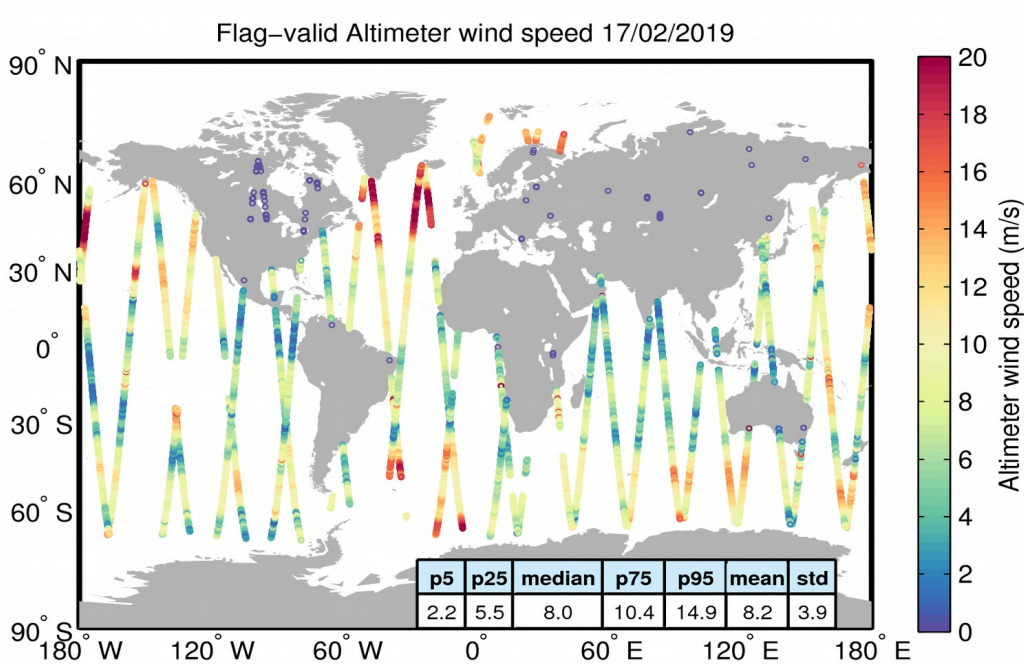 Flag−valid Altimeter wind speed 17/02/2019
90° N
60° N
30° N
0°
30° S
60° S
90° S
180° W
120° W
60° W
0°
60° E
120° E
180° E
p5 p25 median p75 p95 mean std
2.2 5.5 8.0 10.4 14.9 8.2 3.9
20
18
16
14
12
10
8
6
4
2
0
Altimeter wind speed (m/s)